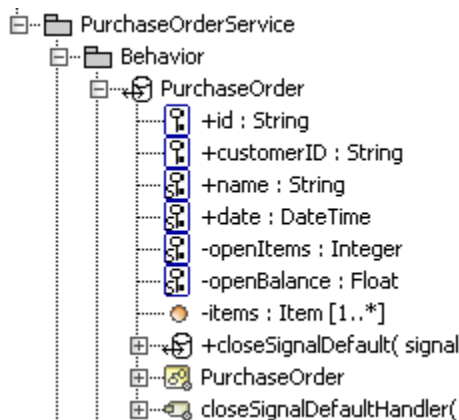 PurchaseOrderService
Behavior
PurchaseOrder
+id : String
+customerID : String
+name : String
+date : DateTime
-openItems : Integer
-openBalance : Float
-items : Item [1..*]
+closeSignalDefault( signal
PurchaseOrder
closeSignalDefaultHandler(